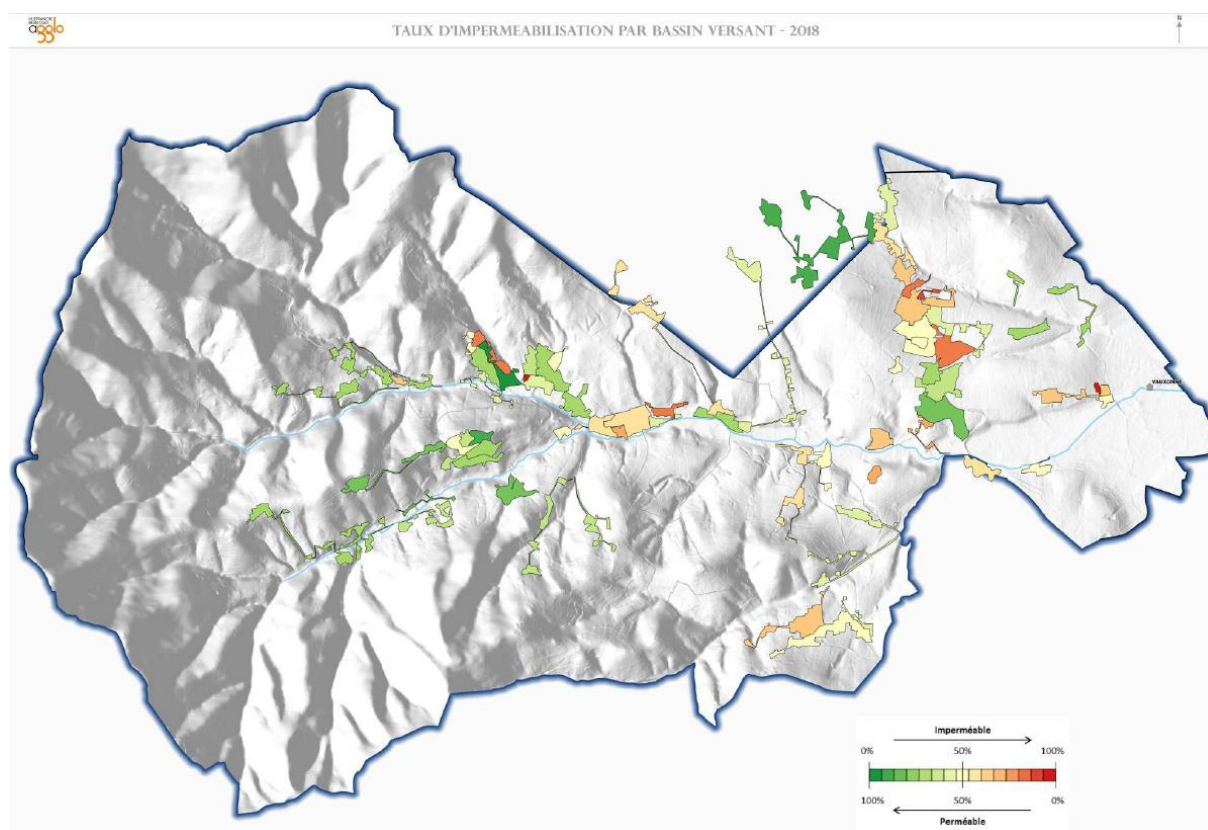 agglo
TAUX D'IMPERMEABILISATION PAR BASSIN VERSANT - 2018
N
Imperméable
0% 50% 100%
100% 50% 0%
Perméable